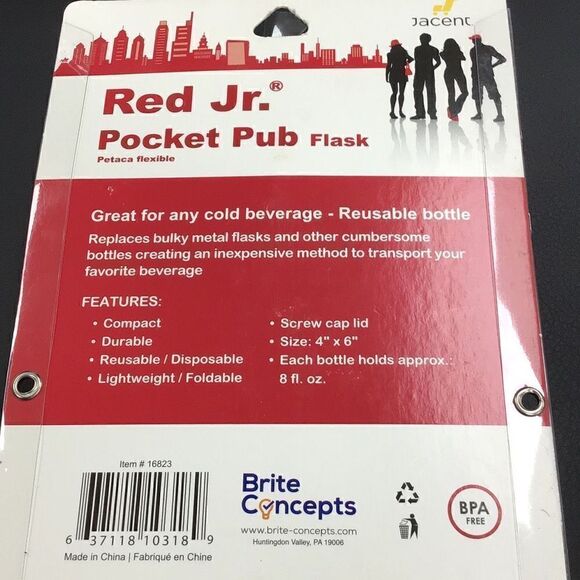 Jacent
Red Jr.®
Pocket Pub Flask
Petaca flexible
Great for any cold beverage - Reusable bottle
Replaces bulky metal flasks and other cumbersome
bottles creating an inexpensive method to transport your
favorite beverage
FEATURES:
• Compact
• Durable
• Reusable / Disposable
• Lightweight / Foldable
• Screw cap lid
• Size: 4" x 6"
• Each bottle holds approx.:
8 fl. oz.
Item # 16823
6 37118 10318 9
Made in China | Fabriqué en Chine
Brite
Concepts
www.brite-concepts.com
Huntingdon Valley, PA 19006
BPA
FREE